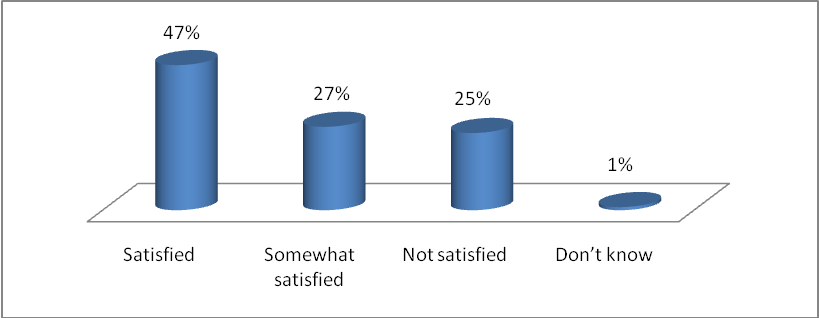 47%
27%
25%
1%
Satisfied
Somewhat
satisfied
Not satisfied
Don’t know